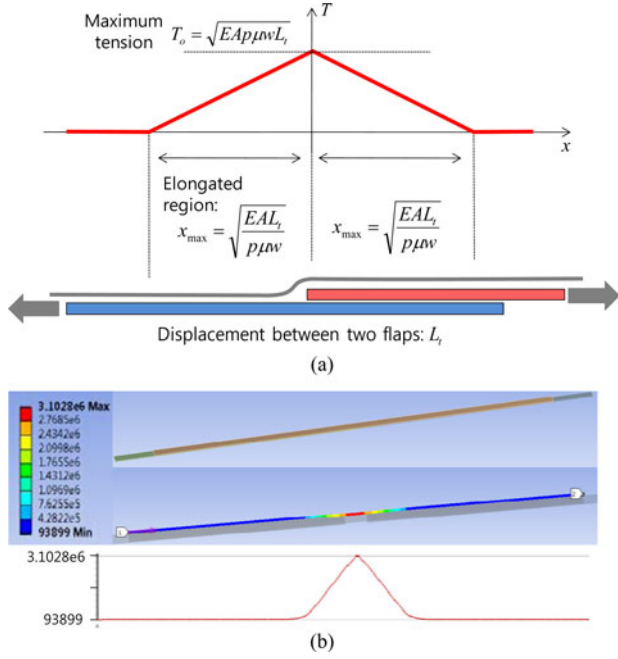 Maximum
tension
T_o = √(EApμwL_t)
T
x
Elongated
region:
x_max = √(EAL_t / pμw)
x_max = √(EAL_t / pμw)
Displacement between two flaps: L_t
(a)
3.1028e6 Max
2.7685e6
2.4342e6
2.0998e6
1.7655e6
1.4312e6
1.0969e6
7.6255e5
4.2822e5
93899 Min
1
3.1028e6
93899
(b)